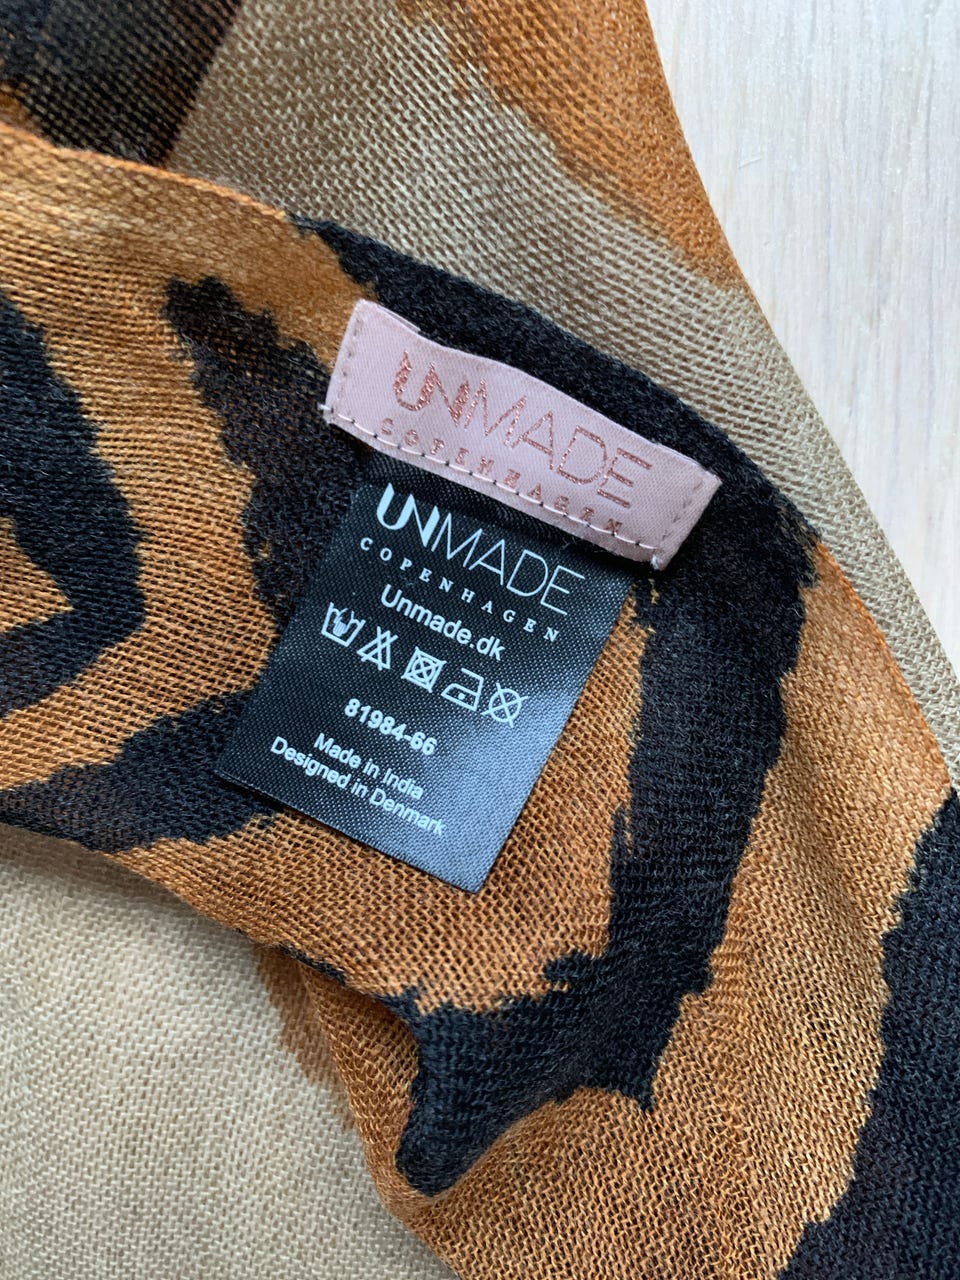 UNMADE
COPENHAGEN
UNMADE
COPENHAGEN
Unmade.dk
81984-66
Made in India
Designed in Denmark